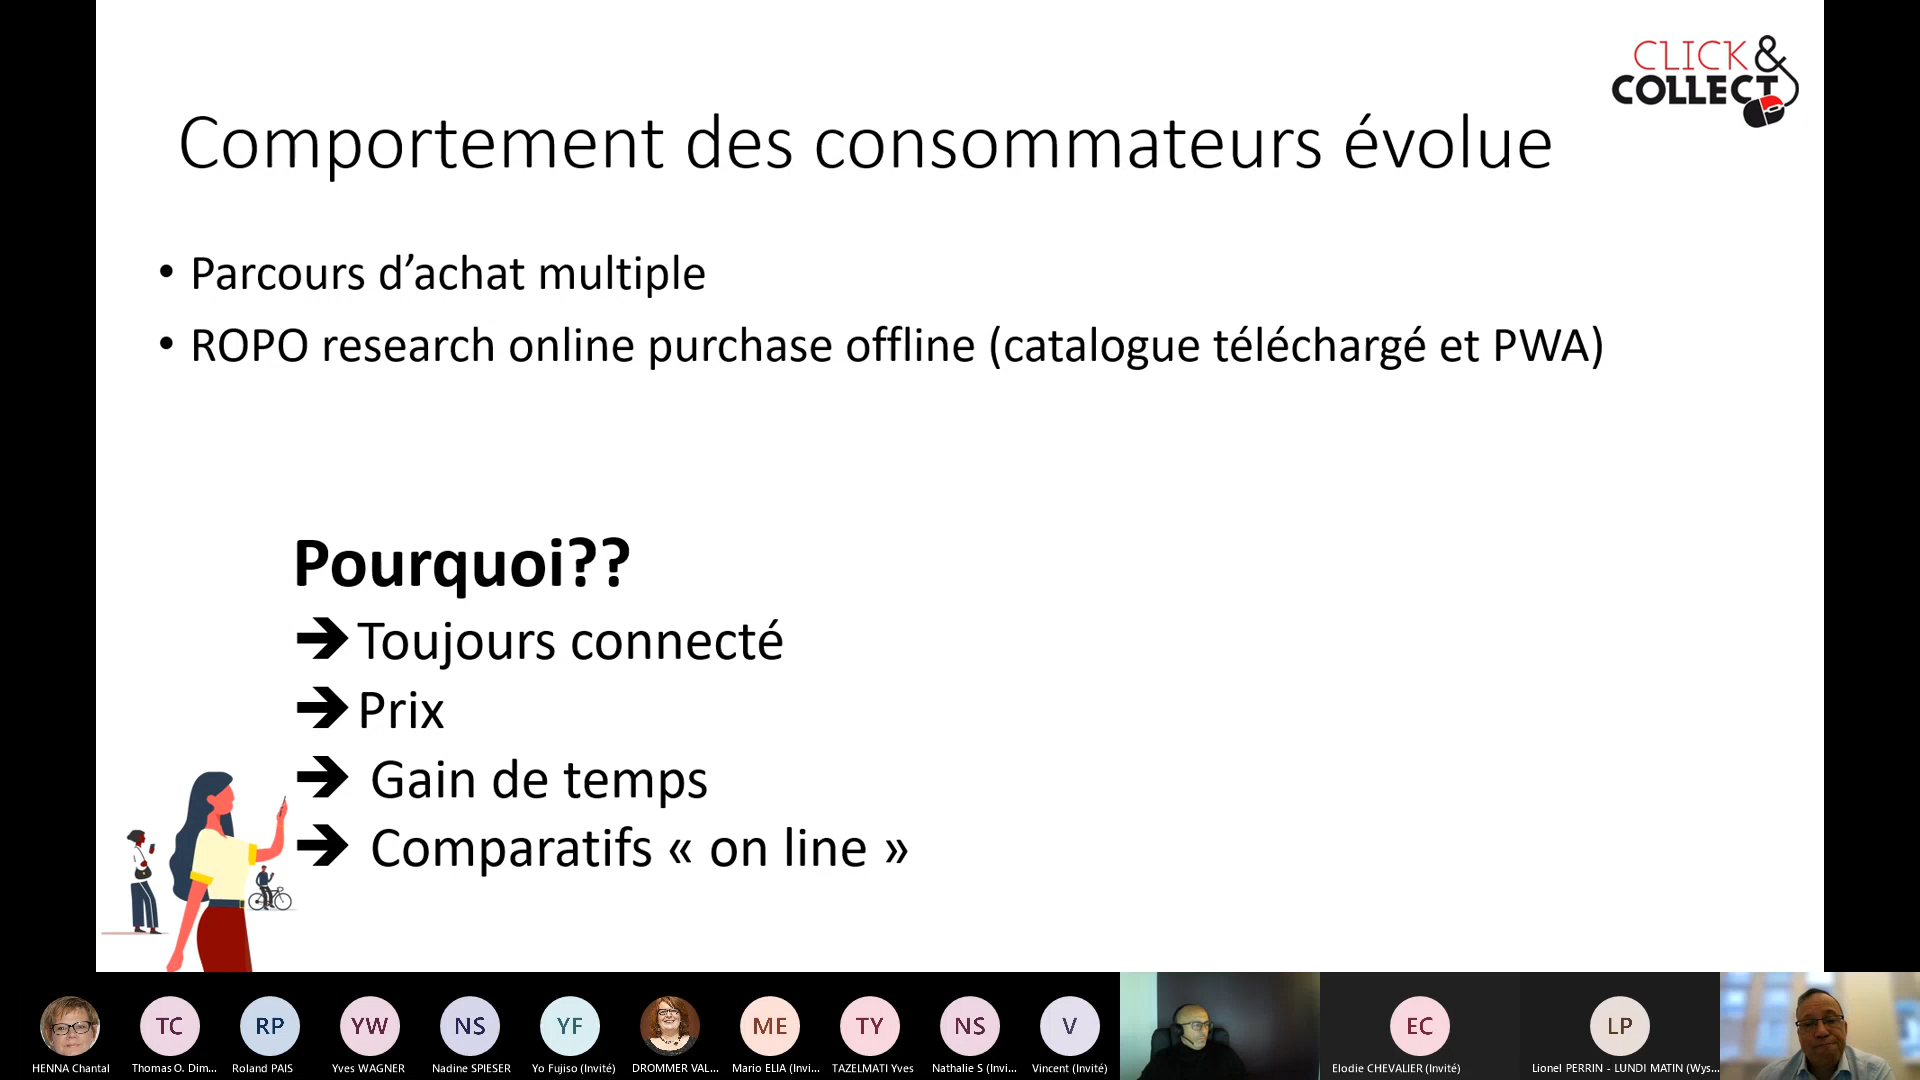 CLICK &
COLLECT
Comportement des consommateurs évolue
• Parcours d’achat multiple
• ROPO research online purchase offline (catalogue téléchargé et PWA)
Pourquoi??
➔ Toujours connecté
➔ Prix
➔ Gain de temps
➔ Comparatifs « on line »
TC RP YW NS YF ME TY NS V EC LP
HENNA Chantal Thomas O. Dim... Roland PAIS Yves WAGNER Nadine SPIESER Yo Fujiso (Invité) DROMMER VAL... Mario ELIA (Invi... TAZELMATI Yves Nathalie S (Invi... Vincent (Invité) Elodie CHEVALIER (Invité) Lionel PERRIN - LUNDI MATIN (Wys...